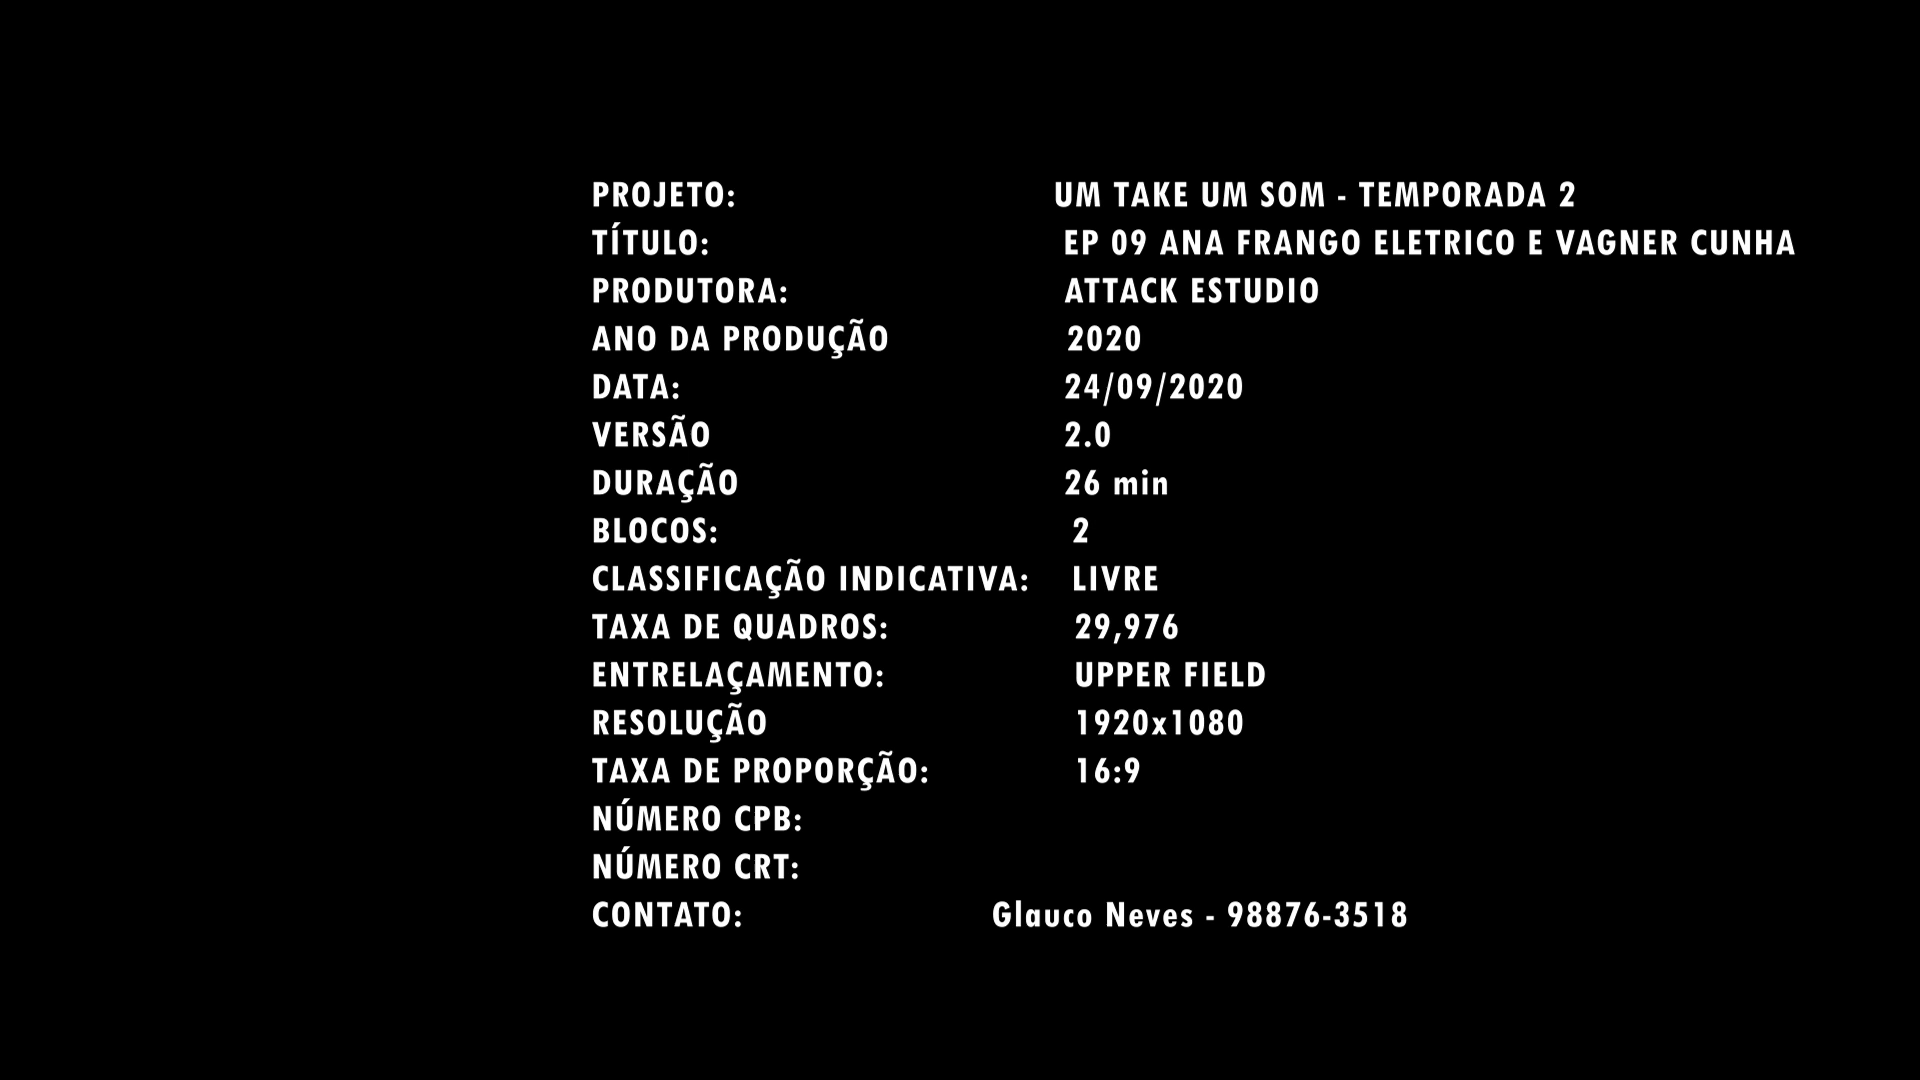 PROJETO: UM TAKE UM SOM - TEMPORADA 2
TÍTULO: EP 09 ANA FRANGO ELETRICO E VAGNER CUNHA
PRODUTORA: ATTACK ESTUDIO
ANO DA PRODUÇÃO 2020
DATA: 24/09/2020
VERSÃO 2.0
DURAÇÃO 26 min
BLOCOS: 2
CLASSIFICAÇÃO INDICATIVA: LIVRE
TAXA DE QUADROS: 29,976
ENTRELAÇAMENTO: UPPER FIELD
RESOLUÇÃO 1920x1080
TAXA DE PROPORÇÃO: 16:9
NÚMERO CPB:
NÚMERO CRT:
CONTATO: Glauco Neves - 98876-3518